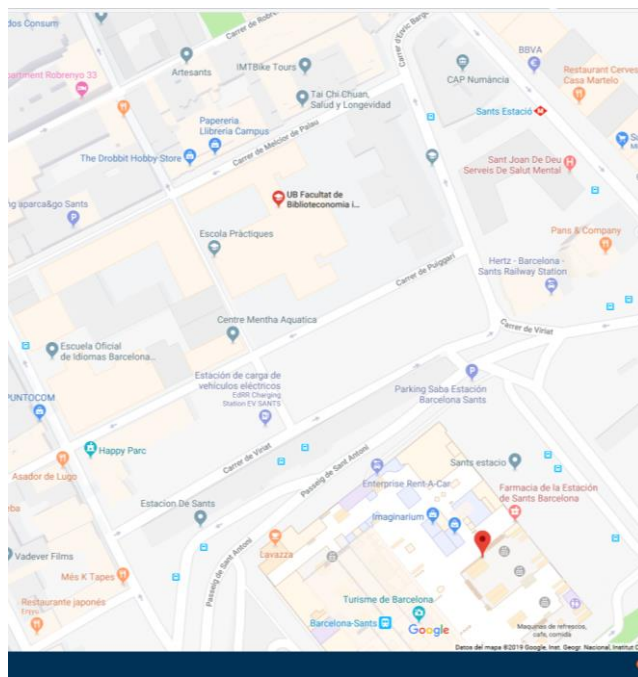 dos Consum
Carrer de Robreny
Carrer d'Enric Bargés
BBVA
Artesants
IMTBike Tours
CAP Numància
Restaurant Cerves
Casa Martelo
partment Robrenyo 33
Tai Chi Chuan,
Salud y Longevidad
Papereria.
Llibreria Campus
Sants Estació
Carrer de Melcior de Palau
The Drobbit Hobby Store
Sant Joan De Deu
Serveis De Salut Mental
UB Facultat de
Biblioteconomia i...
ng aparca&go Sants
Escola Pràctiques
Pans & Company
Hertz - Barcelona -
Sants Railway Station
Carrer de Puiggarí
Centre Mentha Aquatica
Carrer de Viriat
Escuela Oficial
de Idiomas Barcelona...
Estación de carga de
vehículos eléctricos
EdRR Charging
Station EV SANTS
Parking Saba Estación
Barcelona Sants
PUNTOCOM
Happy Parc
Carrer de Viriat
Passeig de Sant Antoni
Sants estacio
Asador de Lugo
Enterprise Rent-A-Car
Farmacia de la Estación
de Sants Barcelona
Estacion De Sants
Imaginarium
Lavazza
Vadever Films
Passeig de Sant Antoni
Més K Tapes
Turisme de Barcelona
Restaurante japonés
Barcelona-Sants
Google
Maquines de refrescos,
cafe, comida
Datos del mapa ©2019 Google, Inst. Geogr. Nacional, Institut C